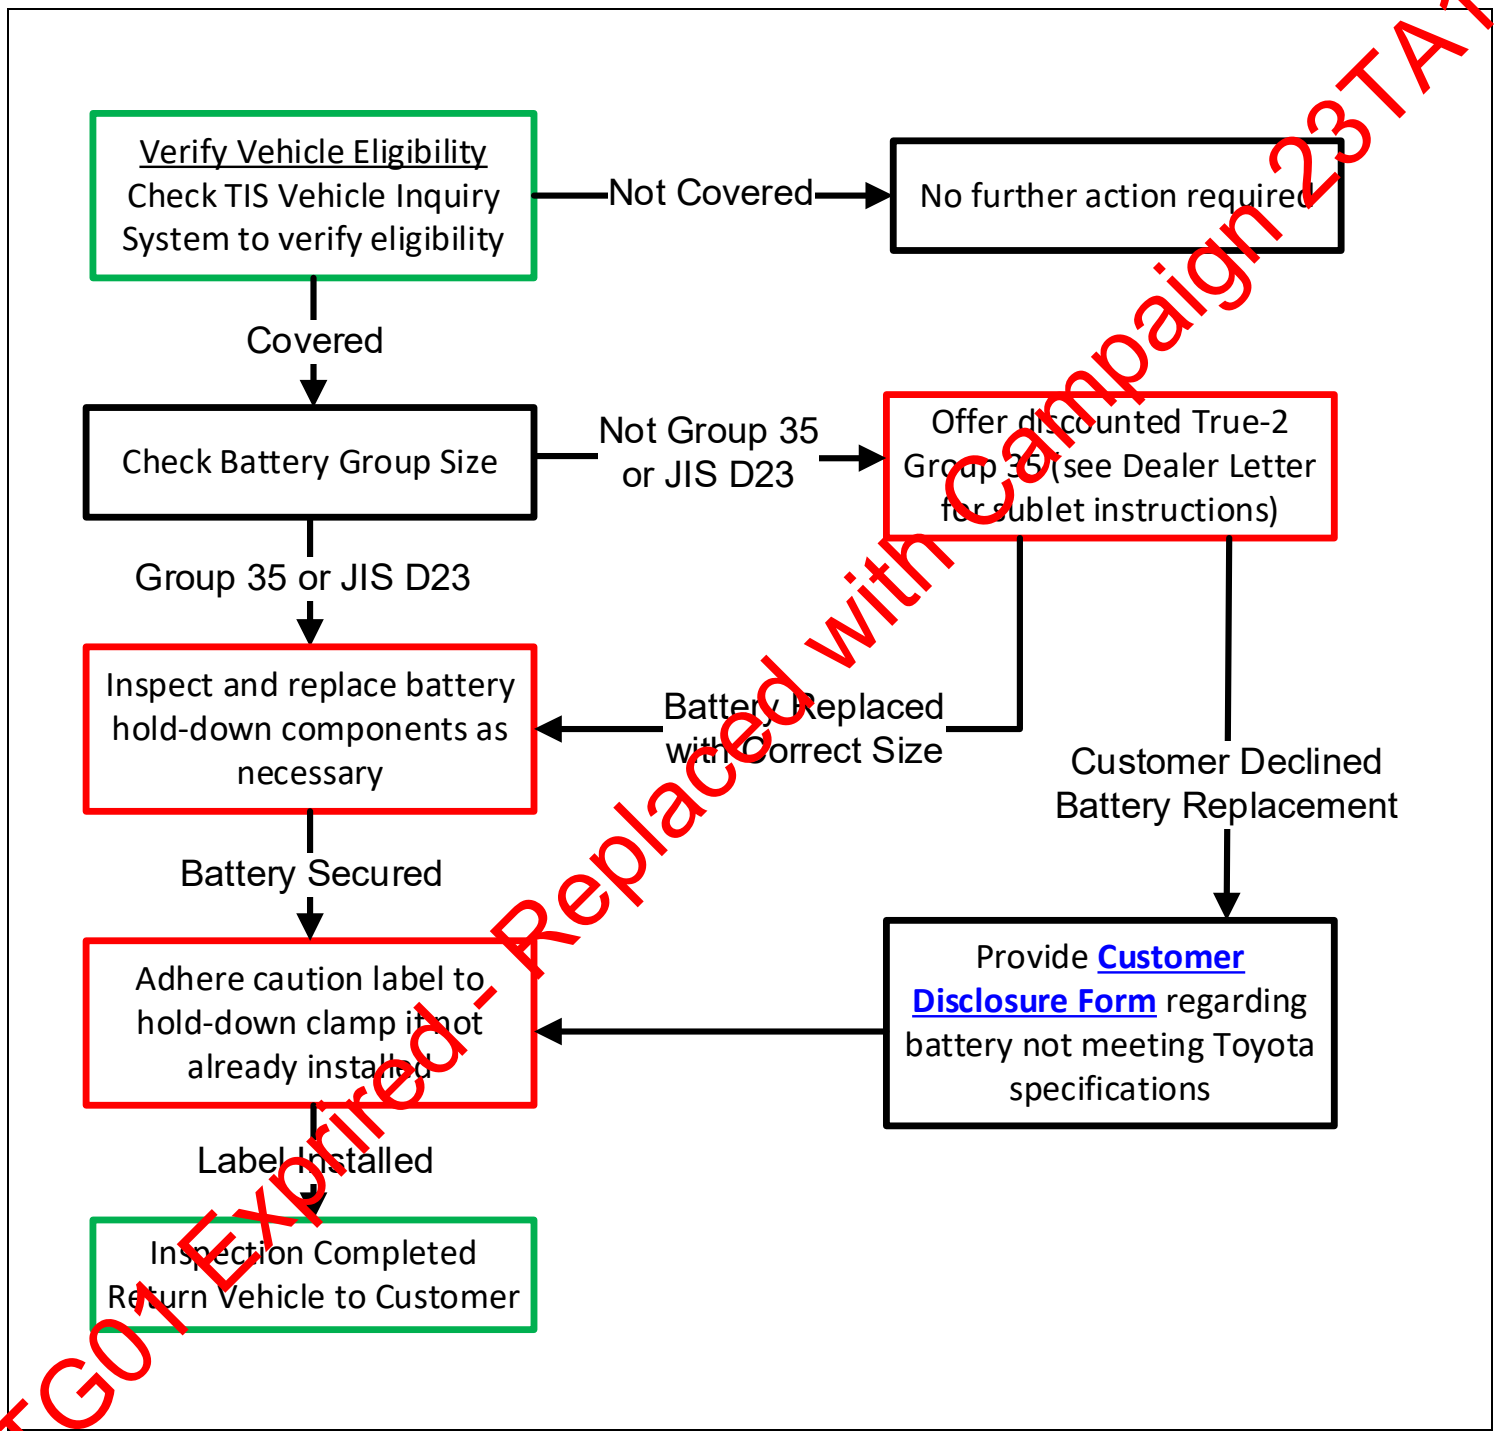 Verify Vehicle Eligibility
Check TIS Vehicle Inquiry
System to verify eligibility
Not Covered
No further action required
Covered
Check Battery Group Size
Not Group 35
or JIS D23
Offer discounted True-2
Group 35 (see Dealer Letter
for sublet instructions)
Group 35 or JIS D23
Inspect and replace battery
hold-down components as
necessary
Battery Replaced
with Correct Size
Customer Declined
Battery Replacement
Battery Secured
Adhere caution label to
hold-down clamp if not
already installed
Provide Customer
Disclosure Form regarding
battery not meeting Toyota
specifications
Label Installed
Inspection Completed
Return Vehicle to Customer
TG01 Exprired - Replaced with Campaign 23TA1